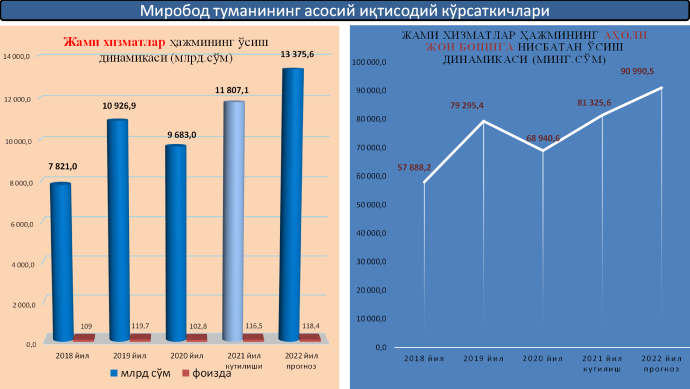 Миробод туманининг асосий иқтисодий кўрсаткичлари
Жами хизматлар ҳажмининг ўсиш
динамикаси (млрд.сўм)
14 000,0
12 000,0
10 000,0
8 000,0
6 000,0
4 000,0
2 000,0
0,0
7 821,0
10 926,9
9 683,0
11 807,1
13 375,6
109
119,7
102,8
116,5
118,4
2018 йил
2019 йил
2020 йил
2021 йил
кутилиш
2022 йил
прогноз
млрд сўм
фоизда
ЖАМИ ХИЗМАТЛАР ҲАЖМИНИНГ АҲОЛИ
ЖОН БОШИГА НИСБАТАН ЎСИШ
ДИНАМИКАСИ (МИНГ.СЎМ)
100 000,0
90 000,0
80 000,0
70 000,0
60 000,0
50 000,0
40 000,0
30 000,0
20 000,0
10 000,0
0,0
57 888,2
79 295,4
68 940,6
81 325,6
90 990,5
2018 йил
2019 йил
2020 йил
2021 йил
кутилиш
2022 йил
прогноз